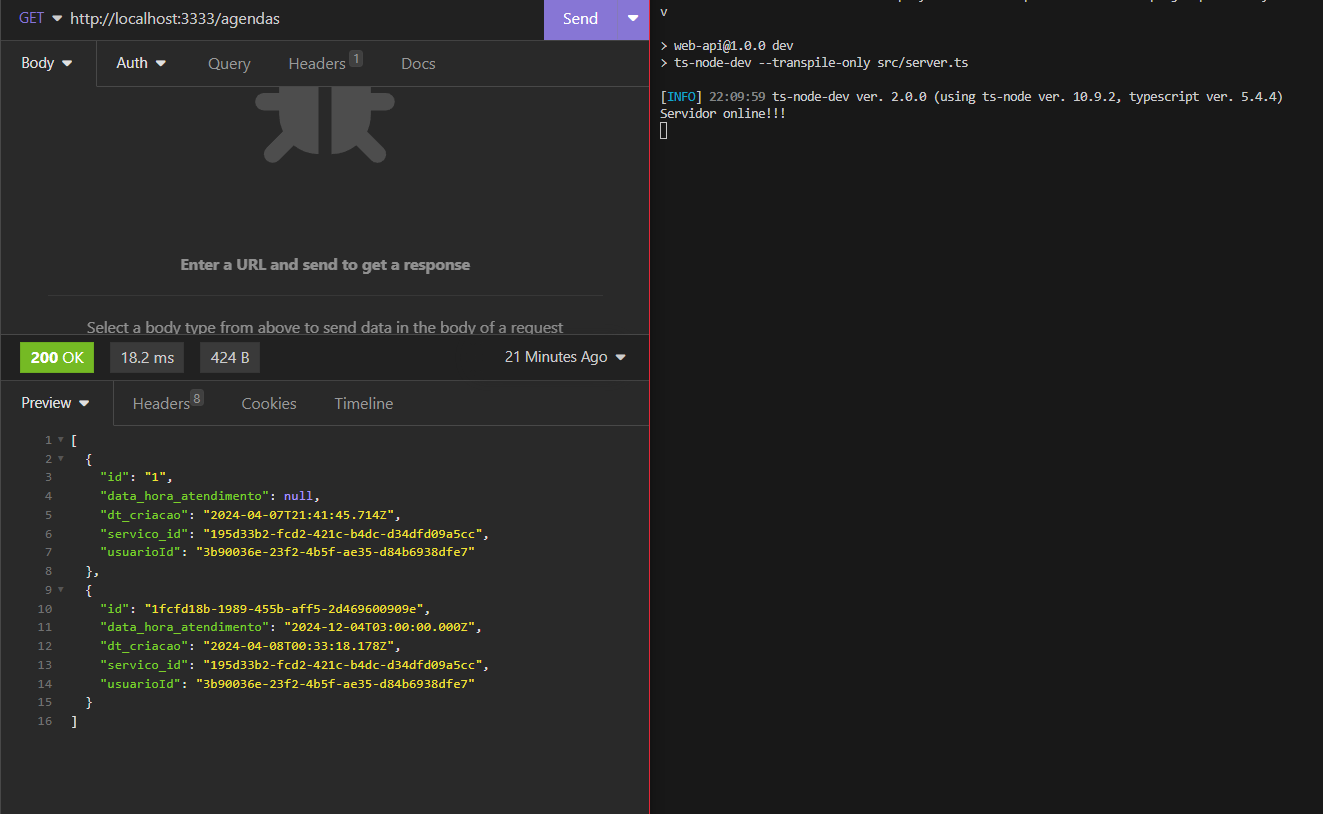 GET http://localhost:3333/agendas Send
Body Auth Query Headers 1 Docs
Enter a URL and send to get a response
Select a body type from above to send data in the body of a request
200 OK 18.2 ms 424 B 21 Minutes Ago
Preview Headers 8 Cookies Timeline
1 [
2 {
3 "id": "1",
4 "data_hora_atendimento": null,
5 "dt_criacao": "2024-04-07T21:41:45.714Z",
6 "servico_id": "195d33b2-fcd2-421c-b4dc-d34dfd09a5cc",
7 "usuarioId": "3b90036e-23f2-4b5f-ae35-d84b6938dfe7"
8 },
9 {
10 "id": "1fcfd18b-1989-455b-aff5-2d469600909e",
11 "data_hora_atendimento": "2024-12-04T03:00:00.000Z",
12 "dt_criacao": "2024-04-08T00:33:18.178Z",
13 "servico_id": "195d33b2-fcd2-421c-b4dc-d34dfd09a5cc",
14 "usuarioId": "3b90036e-23f2-4b5f-ae35-d84b6938dfe7"
15 }
16 ]
v
> web-api@1.0.0 dev
> ts-node-dev --transpile-only src/server.ts
[INFO] 22:09:59 ts-node-dev ver. 2.0.0 (using ts-node ver. 10.9.2, typescript ver. 5.4.4)
Servidor online!!!